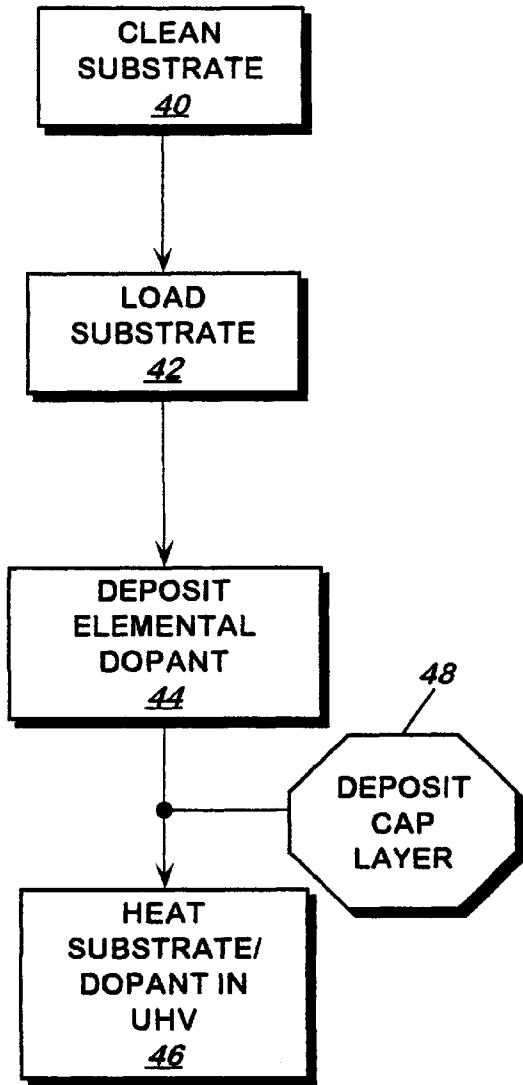 CLEAN
SUBSTRATE
40
LOAD
SUBSTRATE
42
DEPOSIT
ELEMENTAL
DOPANT
44
48
DEPOSIT
CAP
LAYER
HEAT
SUBSTRATE/
DOPANT IN
UHV
46